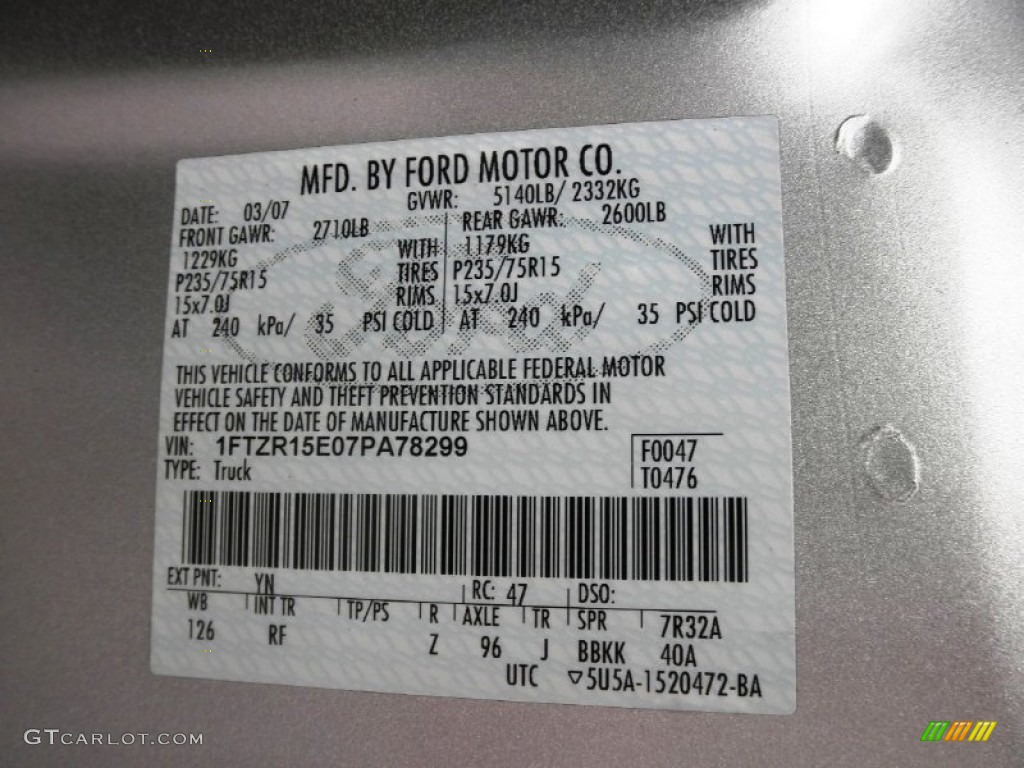 MFD. BY FORD MOTOR CO.
DATE: 03/07 GVWR: 5140LB/ 2332KG
FRONT GAWR: 2710LB REAR GAWR: 2600LB
1229KG WITH 1179KG WITH
P235/75R15 TIRES P235/75R15 TIRES
15x7.0J RIMS 15x7.0J RIMS
AT 240 kPa/ 35 PSI COLD AT 240 kPa/ 35 PSI COLD
THIS VEHICLE CONFORMS TO ALL APPLICABLE FEDERAL MOTOR
VEHICLE SAFETY AND THEFT PREVENTION STANDARDS IN
EFFECT ON THE DATE OF MANUFACTURE SHOWN ABOVE.
VIN: 1FTZR15E07PA78299 F0047
TYPE: Truck T0476
EXT PNT: YN RC: 47 DSO:
WB INT TR TP/PS R AXLE TR SPR 7R32A
126 RF Z 96 J BBKK 40A
UTC ▽5U5A-1520472-BA
GTCARLOT.COM